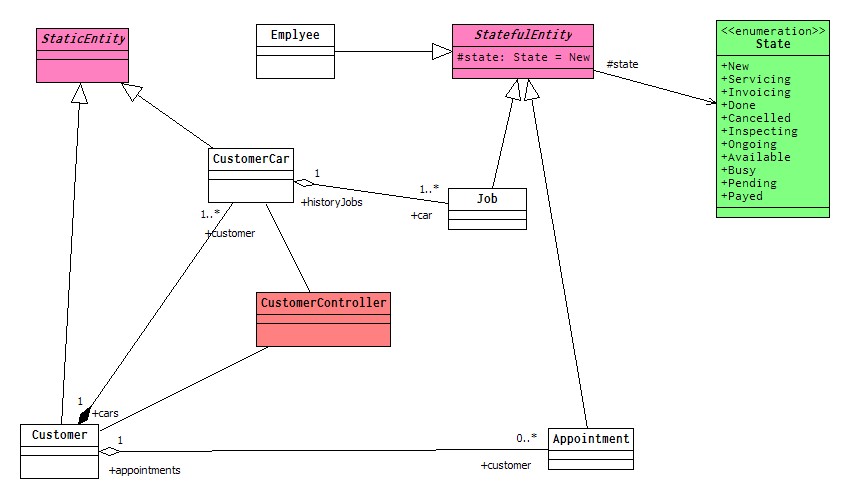 StaticEntity
Emplyee
StatefulEntity
#state: State = New
#state
<<enumeration>>
State
+New
+Servicing
+Invoicing
+Done
+Cancelled
+Inspecting
+Ongoing
+Available
+Busy
+Pending
+Payed
CustomerCar
1
+historyJobs
1..*
+car
Job
1..*
+customer
CustomerController
1
+cars
Customer
1
+appointments
0..*
+customer
Appointment